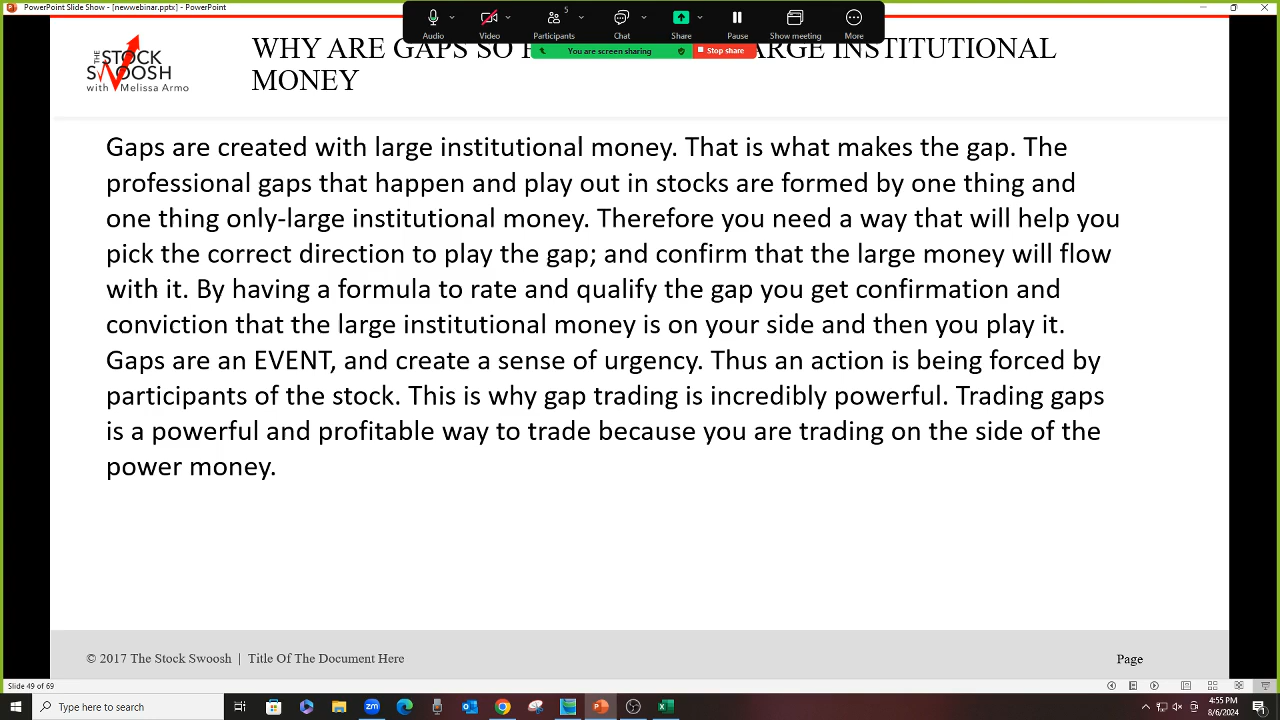 PowerPoint Slide Show - [newwebinar.pptx] - PowerPoint
Audio Video Participants 5 Chat Share Pause Show meeting More
You are screen sharing Stop share
THE STOCK SWOOSH
with Melissa Armo
WHY ARE GAPS SO LARGE INSTITUTIONAL
MONEY
Gaps are created with large institutional money. That is what makes the gap. The
professional gaps that happen and play out in stocks are formed by one thing and
one thing only-large institutional money. Therefore you need a way that will help you
pick the correct direction to play the gap; and confirm that the large money will flow
with it. By having a formula to rate and qualify the gap you get confirmation and
conviction that the large institutional money is on your side and then you play it.
Gaps are an EVENT, and create a sense of urgency. Thus an action is being forced by
participants of the stock. This is why gap trading is incredibly powerful. Trading gaps
is a powerful and profitable way to trade because you are trading on the side of the
power money.
© 2017 The Stock Swoosh | Title Of The Document Here
Page
Slide 49 of 69
Type here to search
4:55 PM
8/6/2024